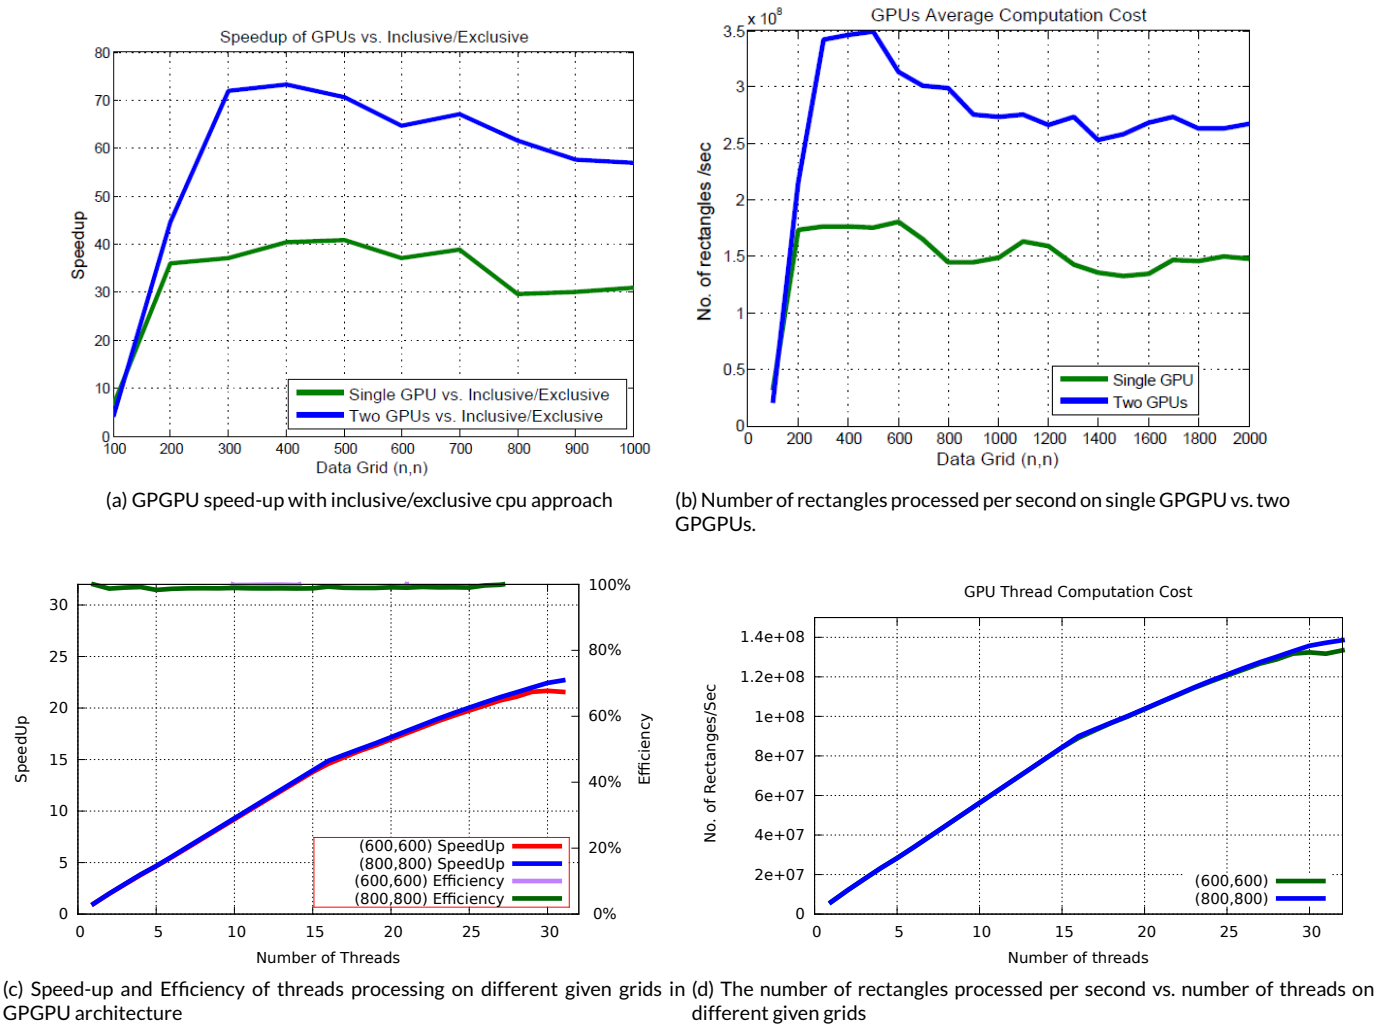 Speedup of GPUs vs. Inclusive/Exclusive
80
70
60
50
40
30
20
10
0
Speedup
100 200 300 400 500 600 700 800 900 1000
Data Grid (n,n)
Single GPU vs. Inclusive/Exclusive
Two GPUs vs. Inclusive/Exclusive
(a) GPGPU speed-up with inclusive/exclusive cpu approach
GPUs Average Computation Cost
x 10^8
3.5
3
2.5
2
1.5
1
0.5
0
No. of rectangles /sec
0 200 400 600 800 1000 1200 1400 1600 1800 2000
Data Grid (n,n)
Single GPU
Two GPUs
(b) Number of rectangles processed per second on single GPGPU vs. two
GPGPUs.
30
25
20
15
10
5
0
SpeedUp
100%
80%
60%
40%
20%
0%
Efficiency
(600,600) SpeedUp
(800,800) SpeedUp
(600,600) Efficiency
(800,800) Efficiency
0 5 10 15 20 25 30
Number of Threads
(c) Speed-up and Efficiency of threads processing on different given grids in
GPGPU architecture
GPU Thread Computation Cost
1.4e+08
1.2e+08
1e+08
8e+07
6e+07
4e+07
2e+07
0
No. of Rectanges/Sec
(600,600)
(800,800)
0 5 10 15 20 25 30
Number of threads
(d) The number of rectangles processed per second vs. number of threads on
different given grids